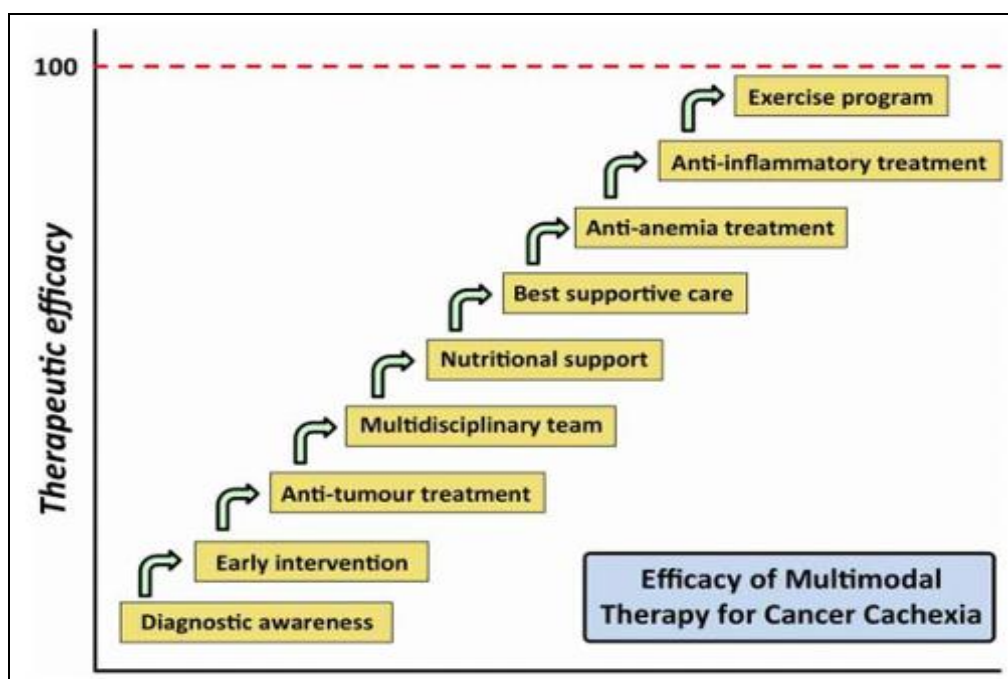 100
Exercise program
Anti-inflammatory treatment
Anti-anemia treatment
Best supportive care
Nutritional support
Multidisciplinary team
Anti-tumour treatment
Early intervention
Diagnostic awareness
Therapeutic efficacy
Efficacy of Multimodal
Therapy for Cancer Cachexia